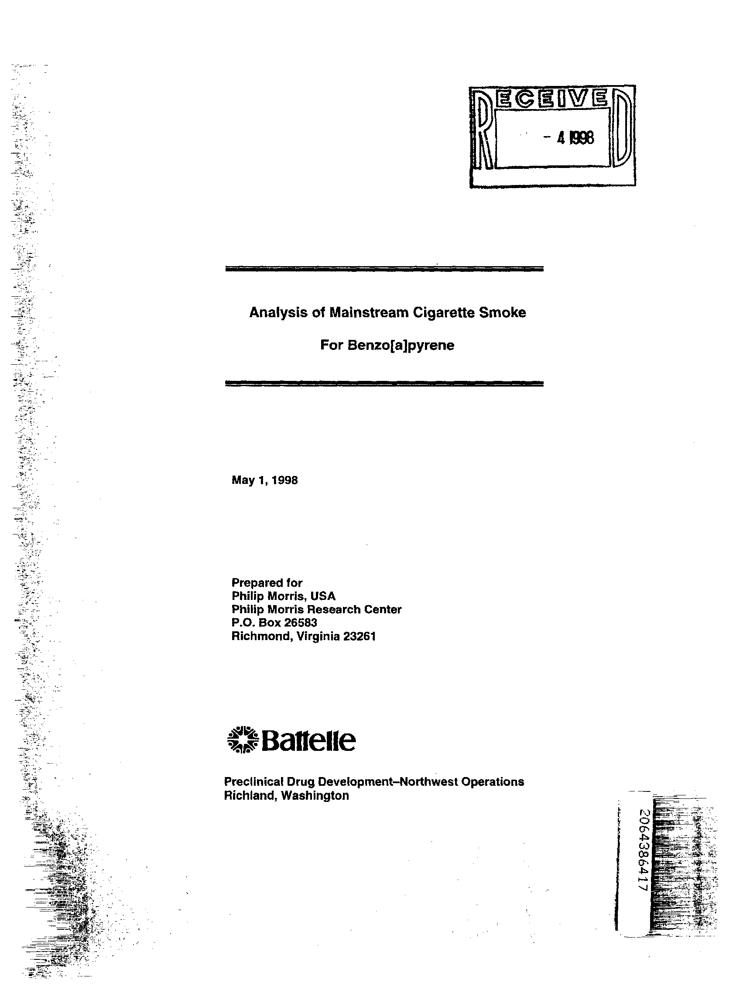 RECEIVED
- 4 1998
Analysis of Mainstream Cigarette Smoke
For Benzo[a]pyrene
May 1, 1998
Prepared for
Philip Morris, USA
Philip Morris Research Center
P.O. Box 26583
Richmond, Virginia 23261
Battelle
Preclinical Drug Development–Northwest Operations
Richland, Washington
2064386417